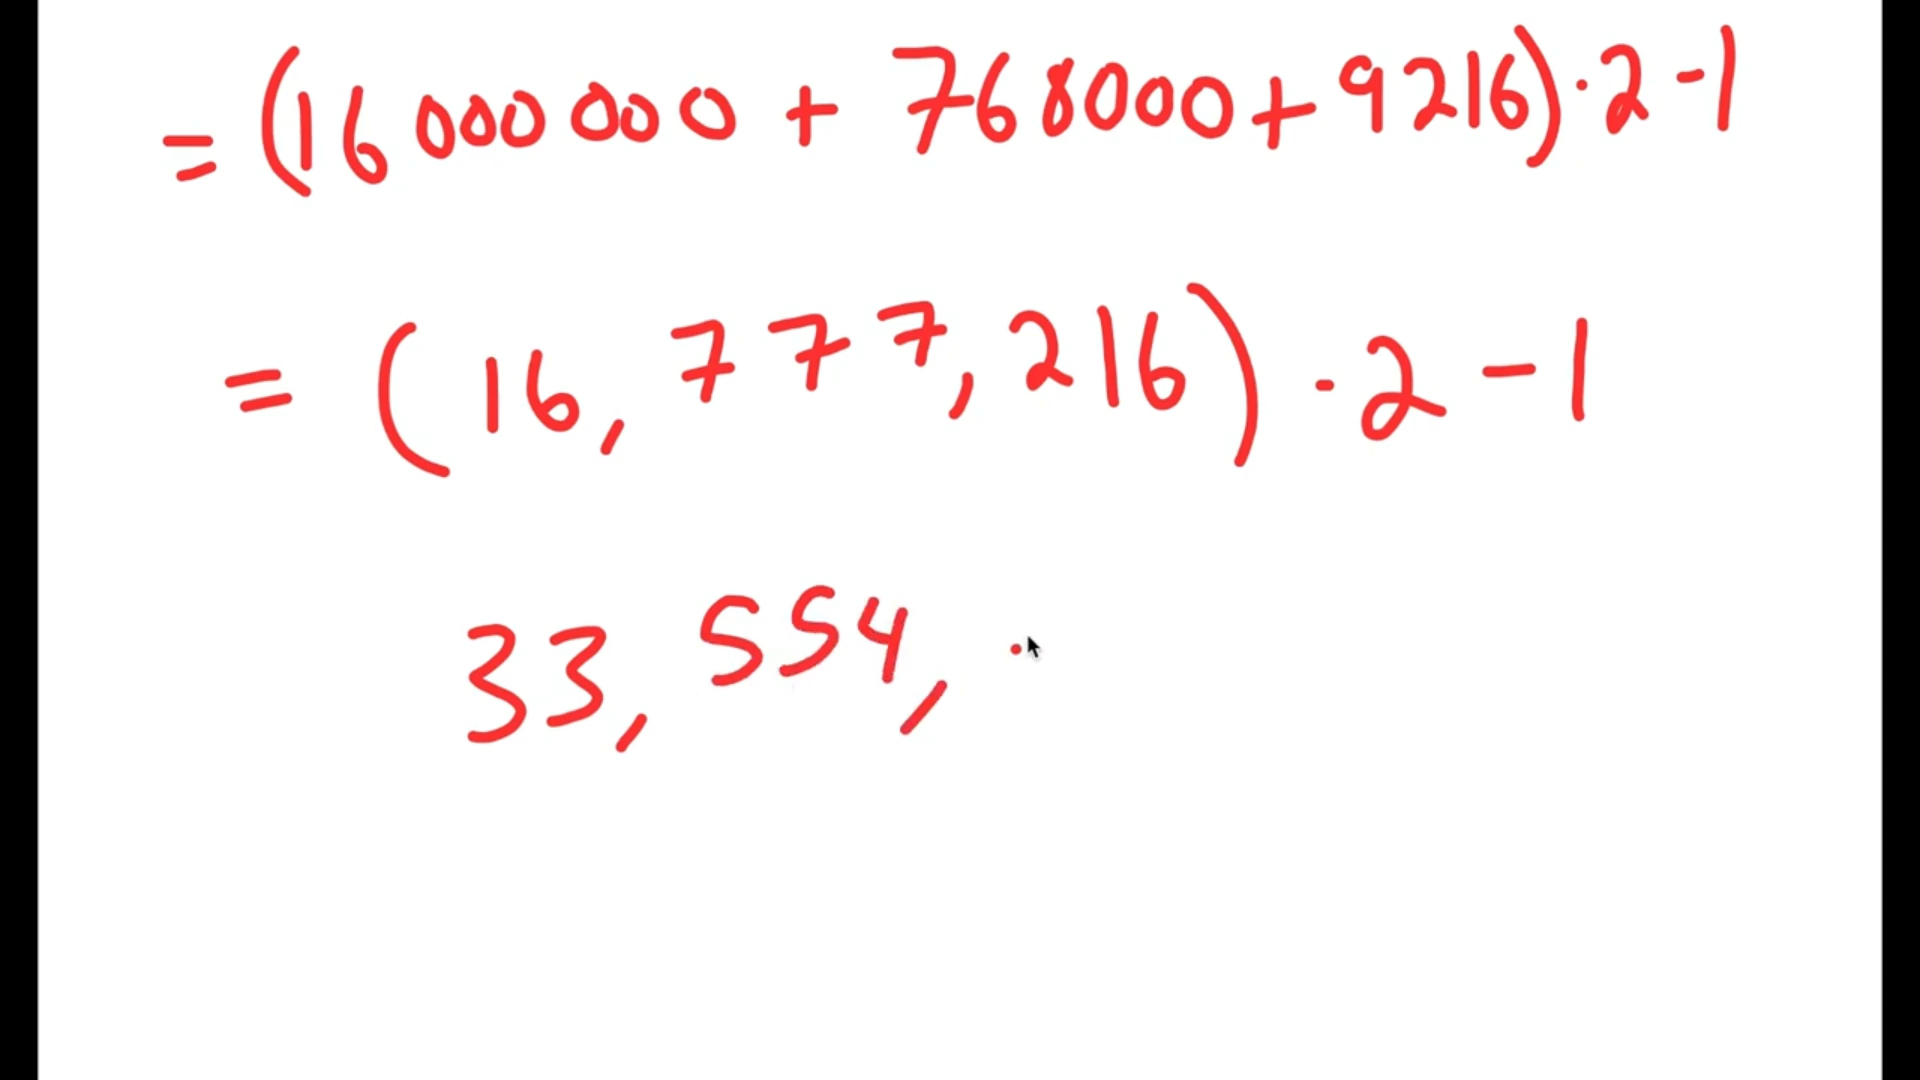 = (16000000 + 768000 + 9216) · 2 - 1
= (16,777,216) · 2 - 1
33,554,